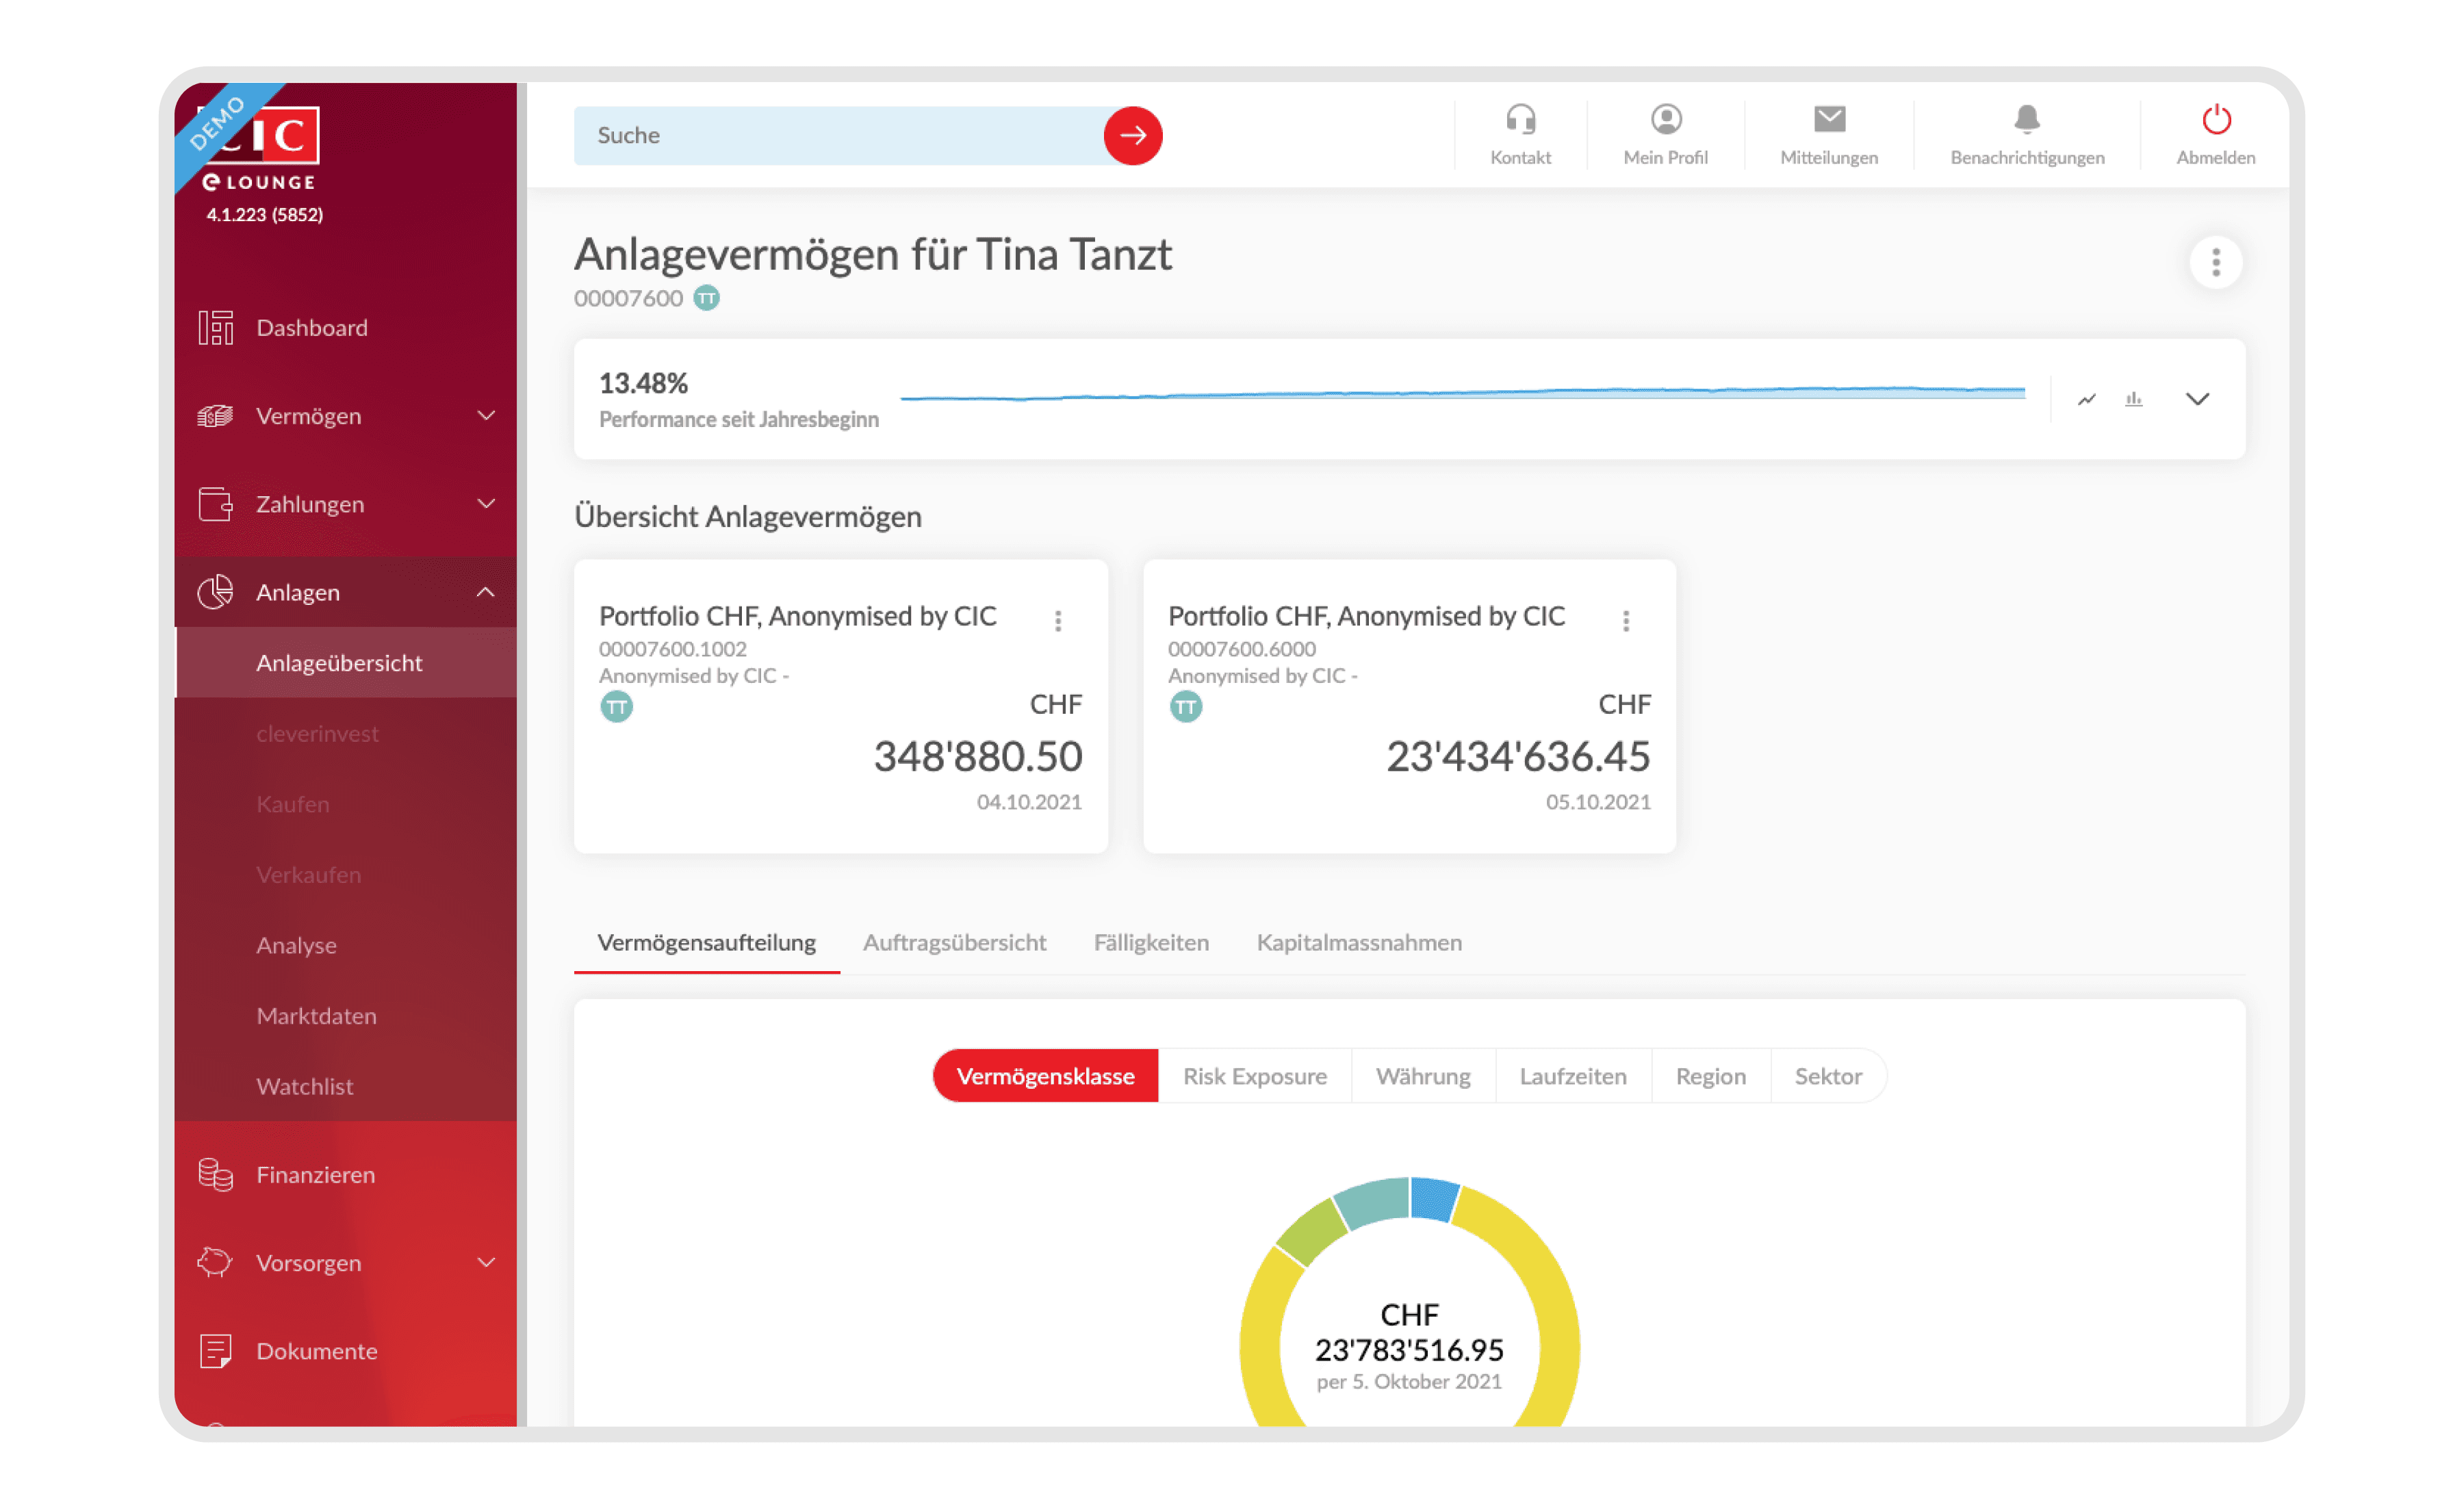 DEMO
CIC
e LOUNGE
4.1.223 (5852)
Dashboard
Vermögen
Zahlungen
Anlagen
Anlageübersicht
cleverinvest
Kaufen
Verkaufen
Analyse
Marktdaten
Watchlist
Finanzieren
Vorsorgen
Dokumente
Suche
Kontakt
Mein Profil
Mitteilungen
Benachrichtigungen
Abmelden
Anlagevermögen für Tina Tanzt
00007600 TT
13.48%
Performance seit Jahresbeginn
Übersicht Anlagevermögen
Portfolio CHF, Anonymised by CIC
00007600.1002
Anonymised by CIC -
TT
CHF
348'880.50
04.10.2021
Portfolio CHF, Anonymised by CIC
00007600.6000
Anonymised by CIC -
TT
CHF
23'434'636.45
05.10.2021
Vermögensaufteilung
Auftragsübersicht
Fälligkeiten
Kapitalmassnahmen
Vermögensklasse
Risk Exposure
Währung
Laufzeiten
Region
Sektor
CHF
23'783'516.95
per 5. Oktober 2021